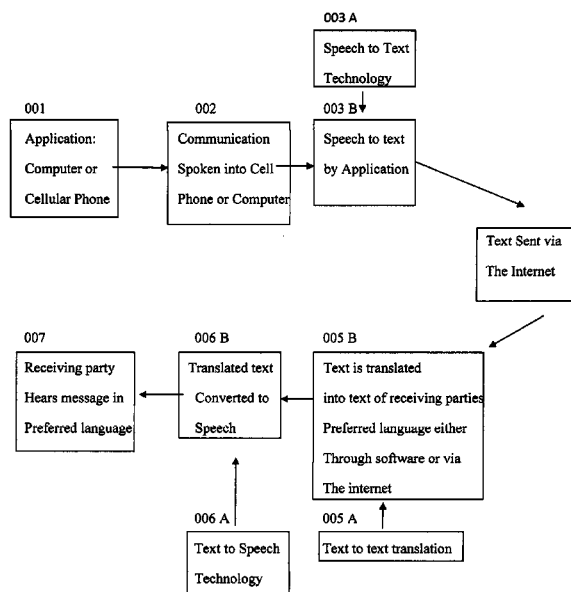 003 A
Speech to Text
Technology
001
Application:
Computer or
Cellular Phone
002
Communication
Spoken into Cell
Phone or Computer
003 B
Speech to text
by Application
Text Sent via
The Internet
007
Receiving party
Hears message in
Preferred language
006 B
Translated text
Converted to
Speech
005 B
Text is translated
into text of receiving parties
Preferred language either
Through software or via
The internet
006 A
Text to Speech
Technology
005 A
Text to text translation